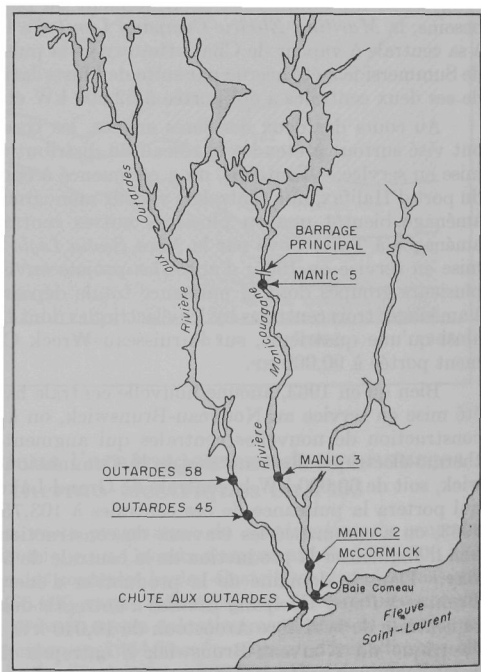 Rivière aux Outardes
BARRAGE
PRINCIPAL
MANIC 5
Rivière Manicouagane
MANIC 3
OUTARDES 58
OUTARDES 45
MANIC 2
McCORMICK
Baie Comeau
CHÛTE AUX OUTARDES
Fleuve
Saint-Laurent